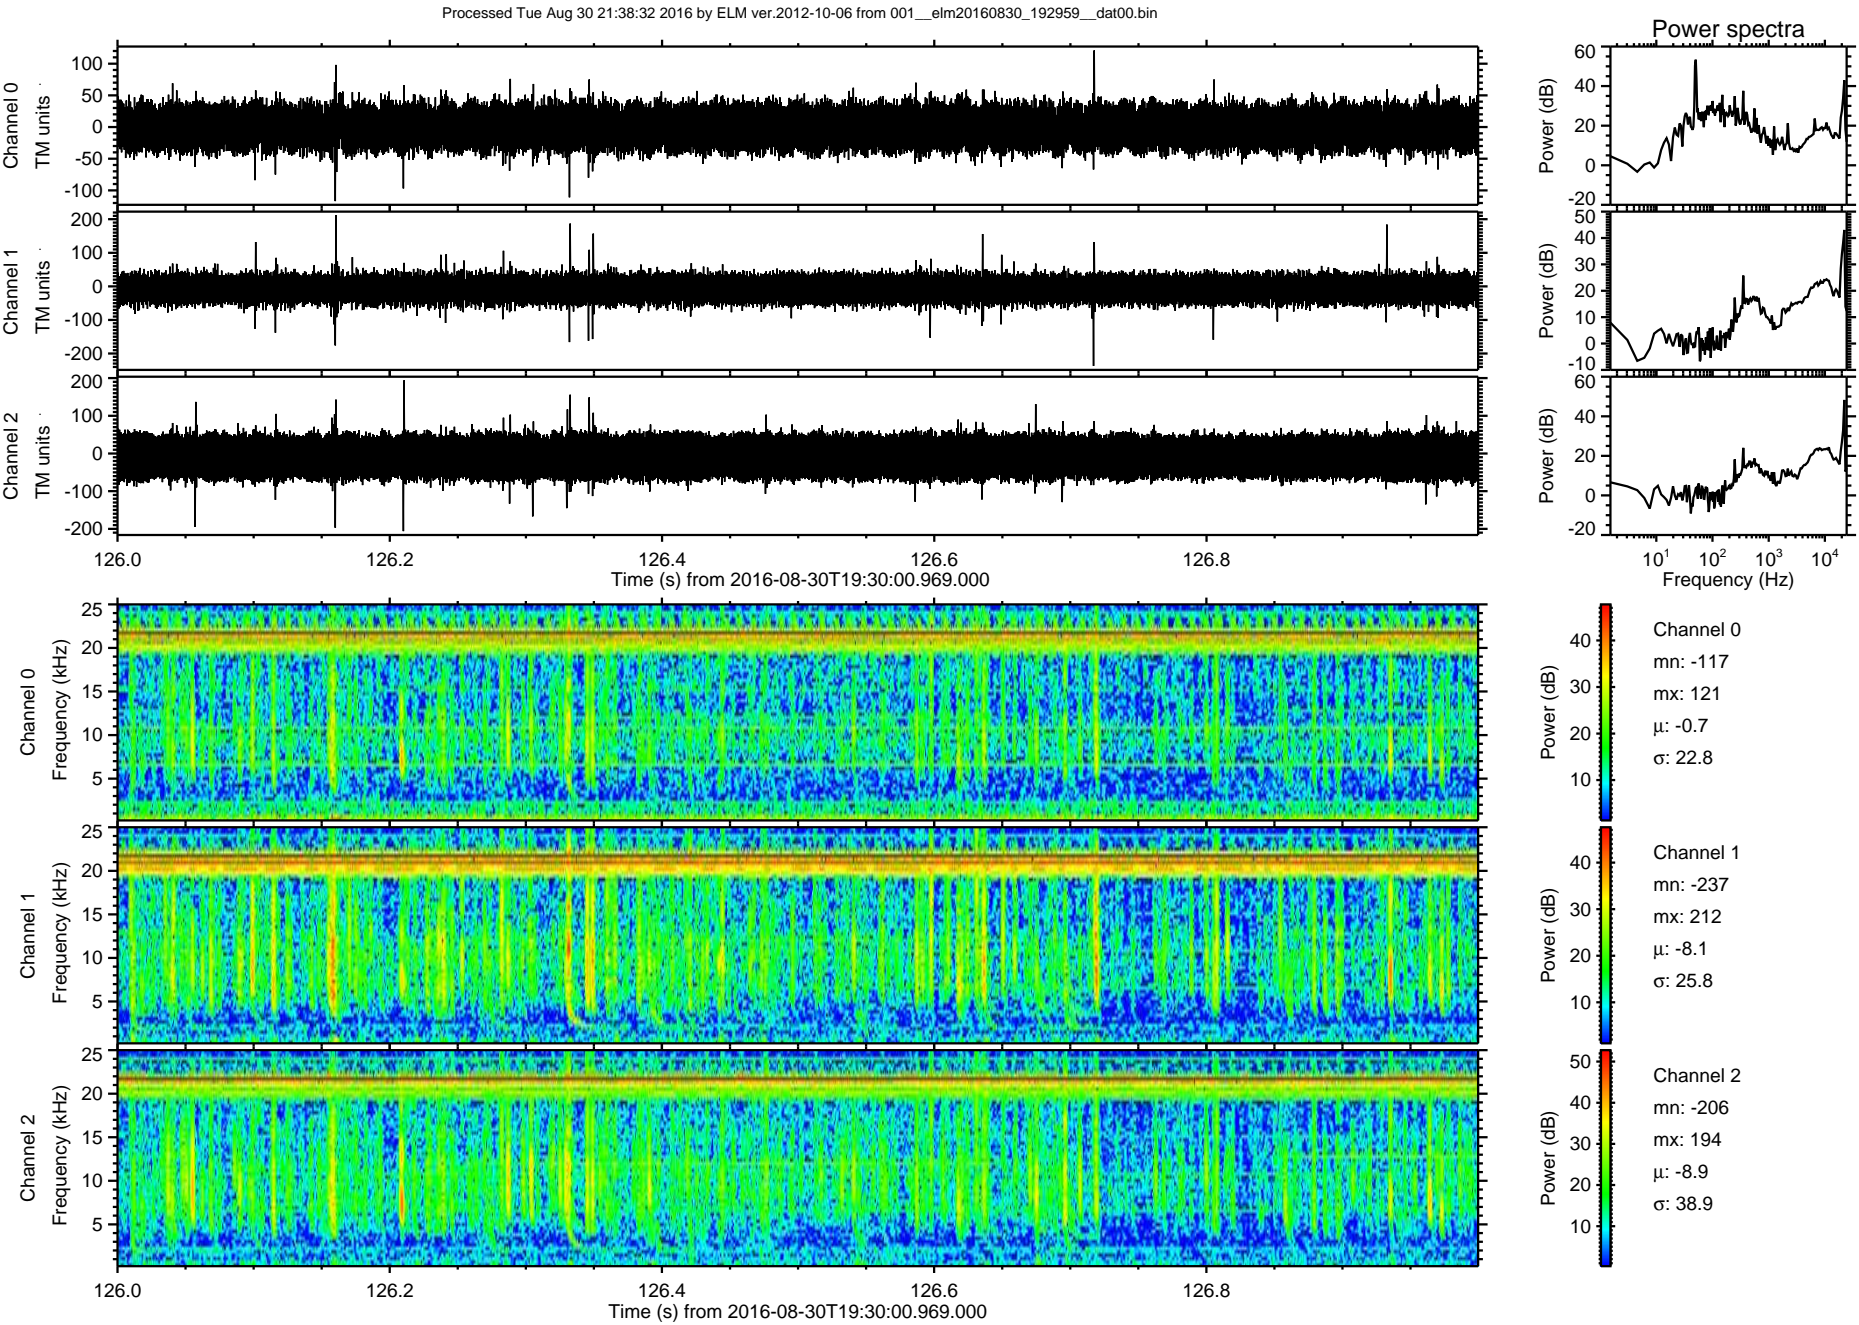 Processed Tue Aug 30 21:38:32 2016 by ELM ver.2012-10-06 from 001__elm20160830_192959__dat00.bin
Power spectra
Channel 0
TM units
100
50
0
-50
-100
Power (dB)
60
40
20
0
-20
Channel 1
TM units
200
100
0
-100
-200
Power (dB)
50
40
30
20
10
0
-10
Channel 2
TM units
200
100
0
-100
-200
Power (dB)
60
40
20
0
-20
126.0 126.2 126.4 126.6 126.8
Time (s) from 2016-08-30T19:30:00.969.000
10^1 10^2 10^3 10^4
Frequency (Hz)
Channel 0
Frequency (kHz)
25
20
15
10
5
Power (dB)
40
30
20
10
Channel 0
mn: -117
mx: 121
μ: -0.7
σ: 22.8
Channel 1
Frequency (kHz)
25
20
15
10
5
Power (dB)
40
30
20
10
Channel 1
mn: -237
mx: 212
μ: -8.1
σ: 25.8
Channel 2
Frequency (kHz)
25
20
15
10
5
Power (dB)
50
40
30
20
10
Channel 2
mn: -206
mx: 194
μ: -8.9
σ: 38.9
126.0 126.2 126.4 126.6 126.8
Time (s) from 2016-08-30T19:30:00.969.000